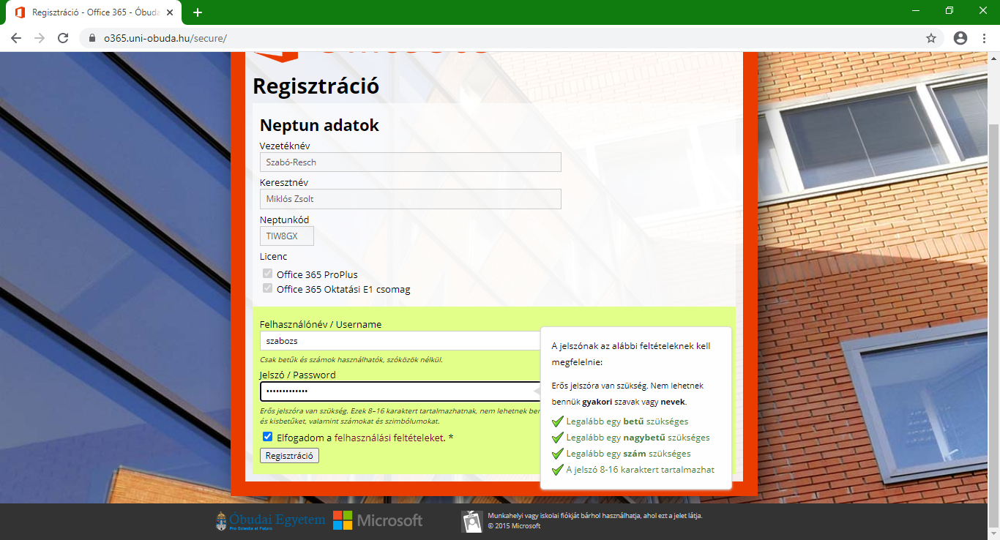 Regisztráció - Office 365 - Óbuda
o365.uni-obuda.hu/secure/
Regisztráció
Neptun adatok
Vezetéknév
Szabó-Resch
Keresztnév
Miklós Zsolt
Neptunkód
TIW8GX
Licenc
Office 365 ProPlus
Office 365 Oktatási E1 csomag
Felhasználónév / Username
szabozs
Csak betűk és számok használhatók, szóközök nélkül.
Jelszó / Password
•••••••••••••
Erős jelszóra van szükség. Ezek 8–16 karaktert tartalmazhatnak, nem lehetnek ben
és kisbetűket, valamint számokat és szimbólumokat.
Elfogadom a felhasználási feltételeket. *
Regisztráció
A jelszónak az alábbi feltételeknek kell
megfelelnie:
Erős jelszóra van szükség. Nem lehetnek
bennük gyakori szavak vagy nevek.
Legalább egy betű szükséges
Legalább egy nagybetű szükséges
Legalább egy szám szükséges
A jelszó 8-16 karaktert tartalmazhat
Óbudai Egyetem
Pro Scientia et Futuro
Microsoft
Munkahelyi vagy iskolai fiókját bárhol használhatja, ahol ezt a jelet látja.
© 2015 Microsoft